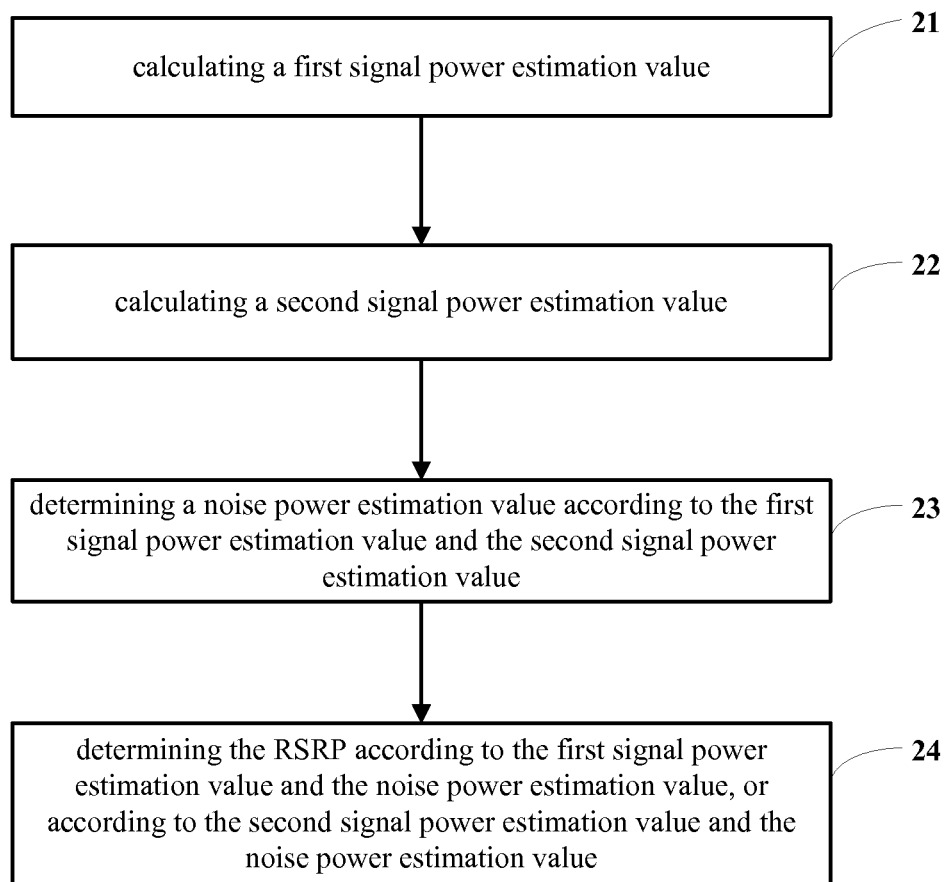 21
calculating a first signal power estimation value
22
calculating a second signal power estimation value
23
determining a noise power estimation value according to the first
signal power estimation value and the second signal power
estimation value
24
determining the RSRP according to the first signal power
estimation value and the noise power estimation value, or
according to the second signal power estimation value and the
noise power estimation value